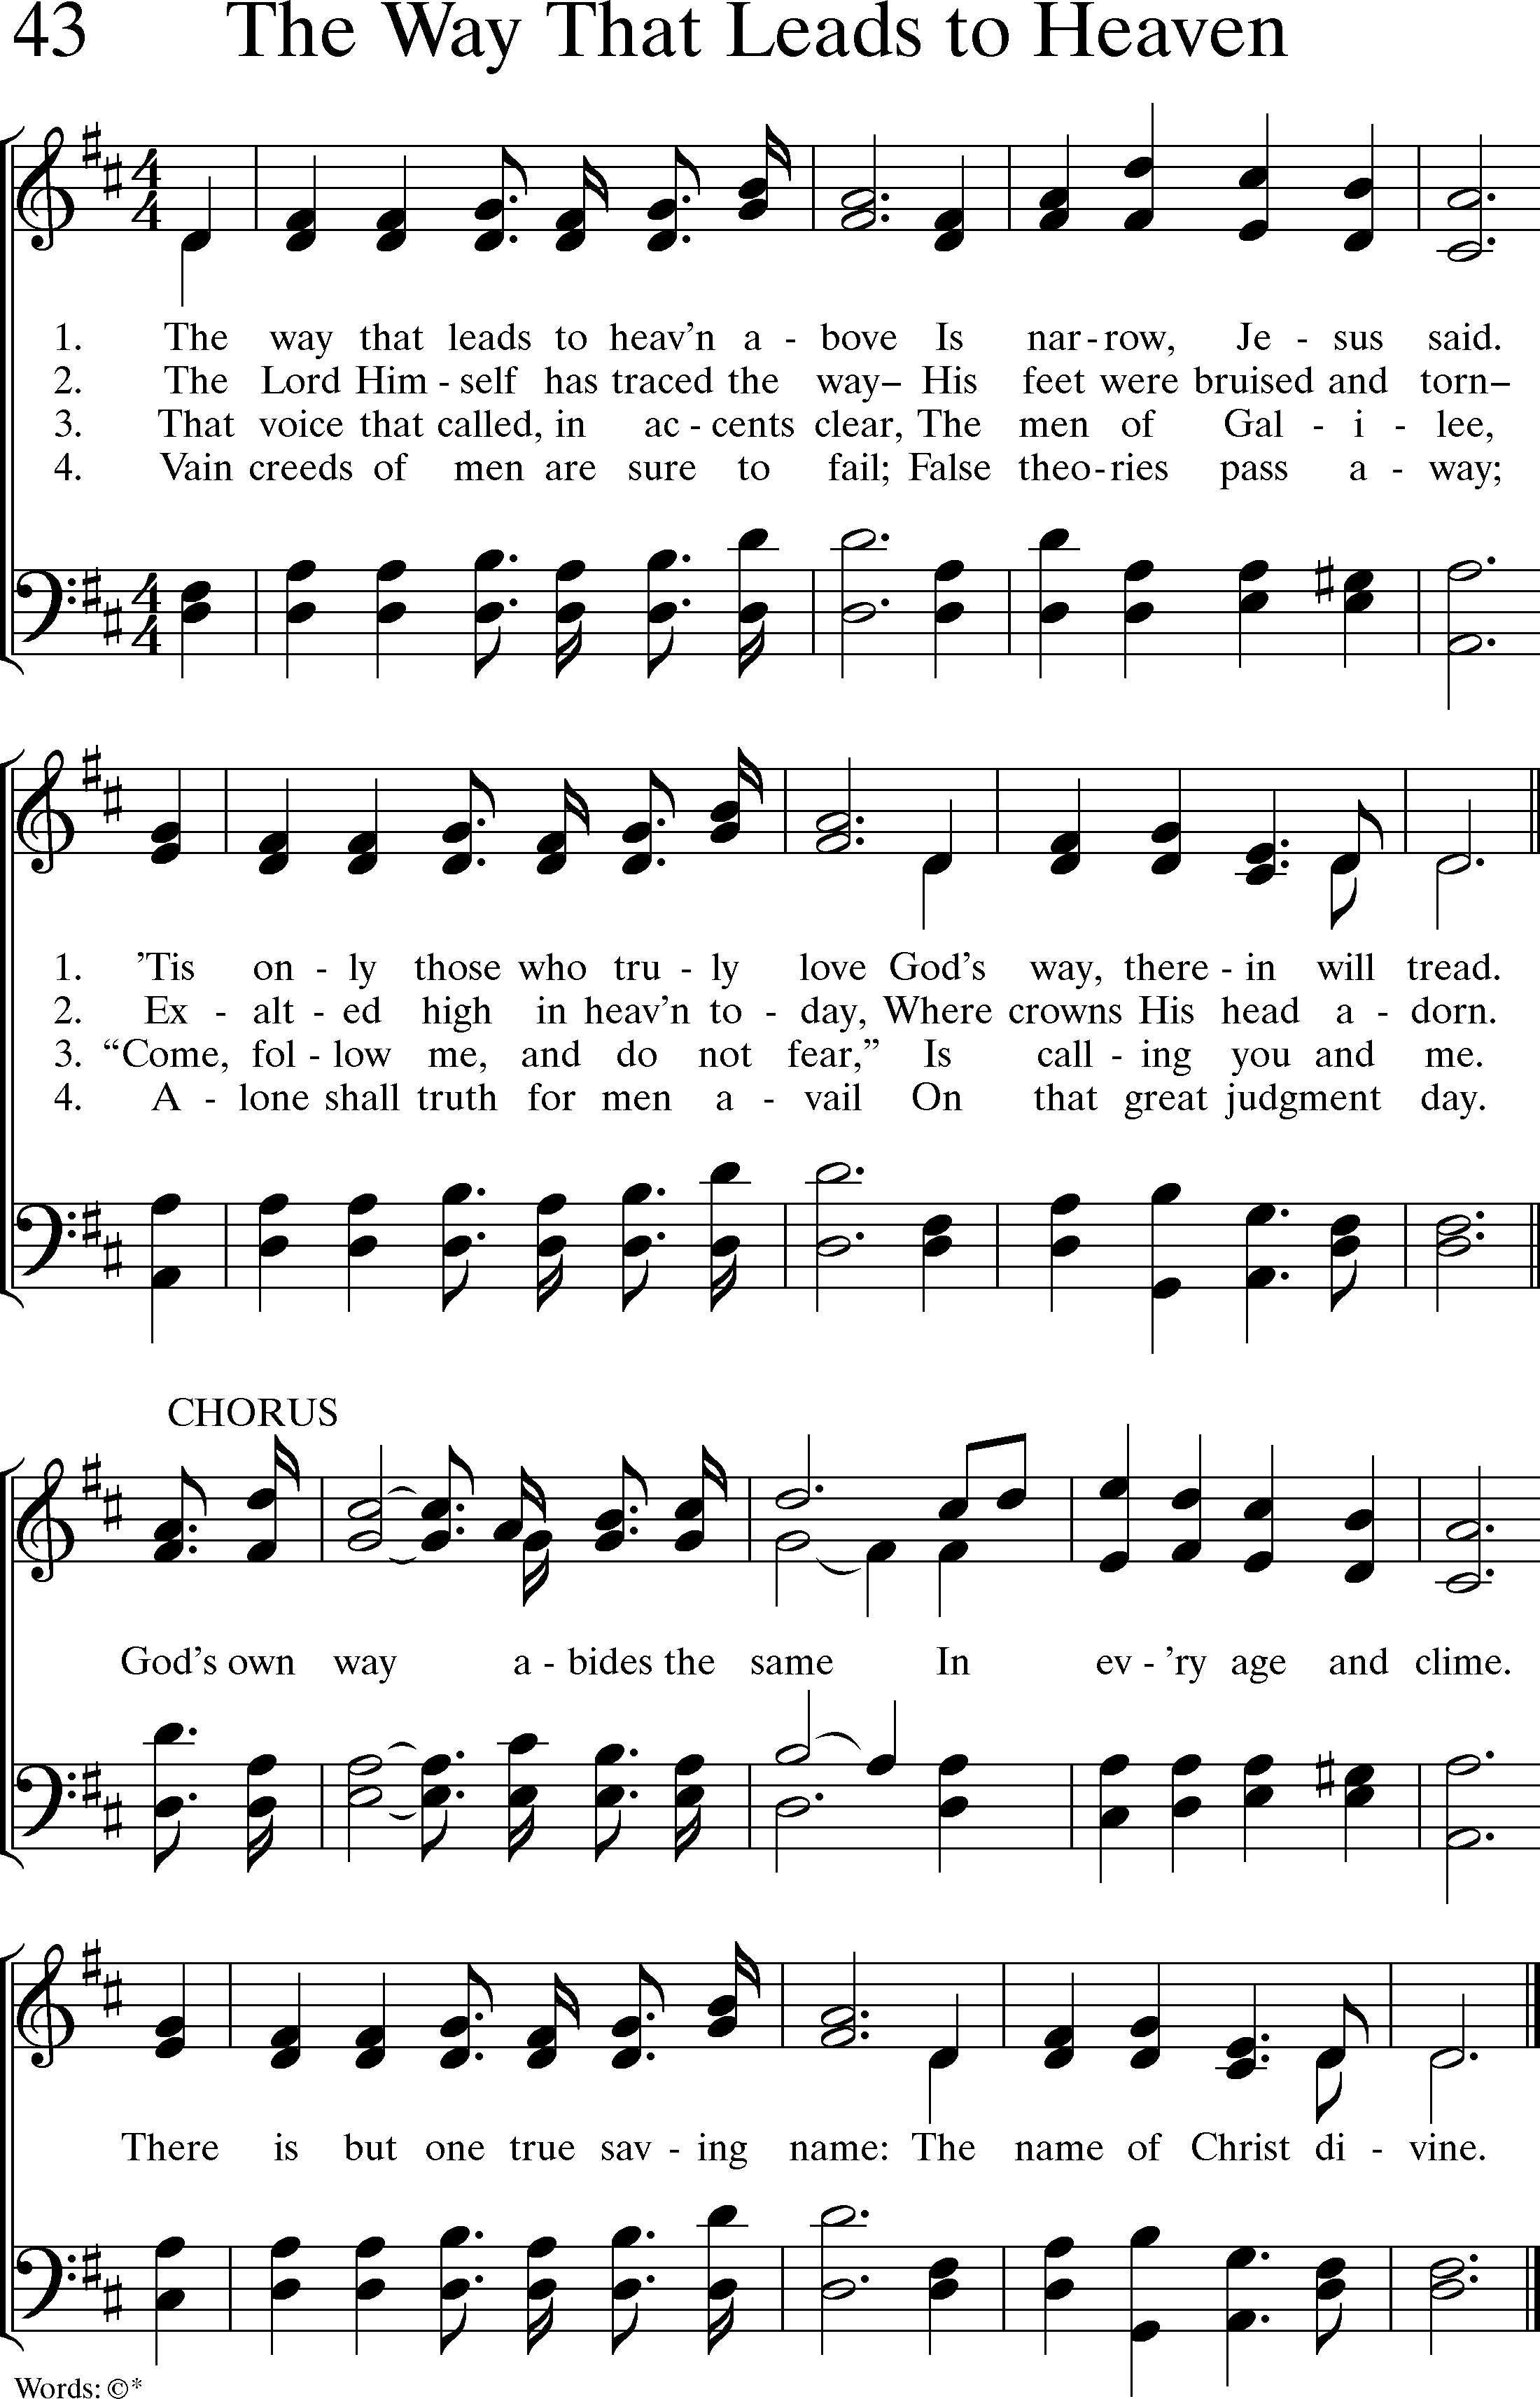 43 The Way That Leads to Heaven
1. The way that leads to heav’n a - bove Is nar - row, Je - sus said.
2. The Lord Him - self has traced the way– His feet were bruised and torn–
3. That voice that called, in ac - cents clear, The men of Gal - i - lee,
4. Vain creeds of men are sure to fail; False theo - ries pass a - way;
1. ’Tis on - ly those who tru - ly love God’s way, there - in will tread.
2. Ex - alt - ed high in heav’n to - day, Where crowns His head a - dorn.
3. “Come, fol - low me, and do not fear,” Is call - ing you and me.
4. A - lone shall truth for men a - vail On that great judgment day.
CHORUS
God’s own way a - bides the same In ev - ’ry age and clime.
There is but one true sav - ing name: The name of Christ di - vine.
Words: ©*